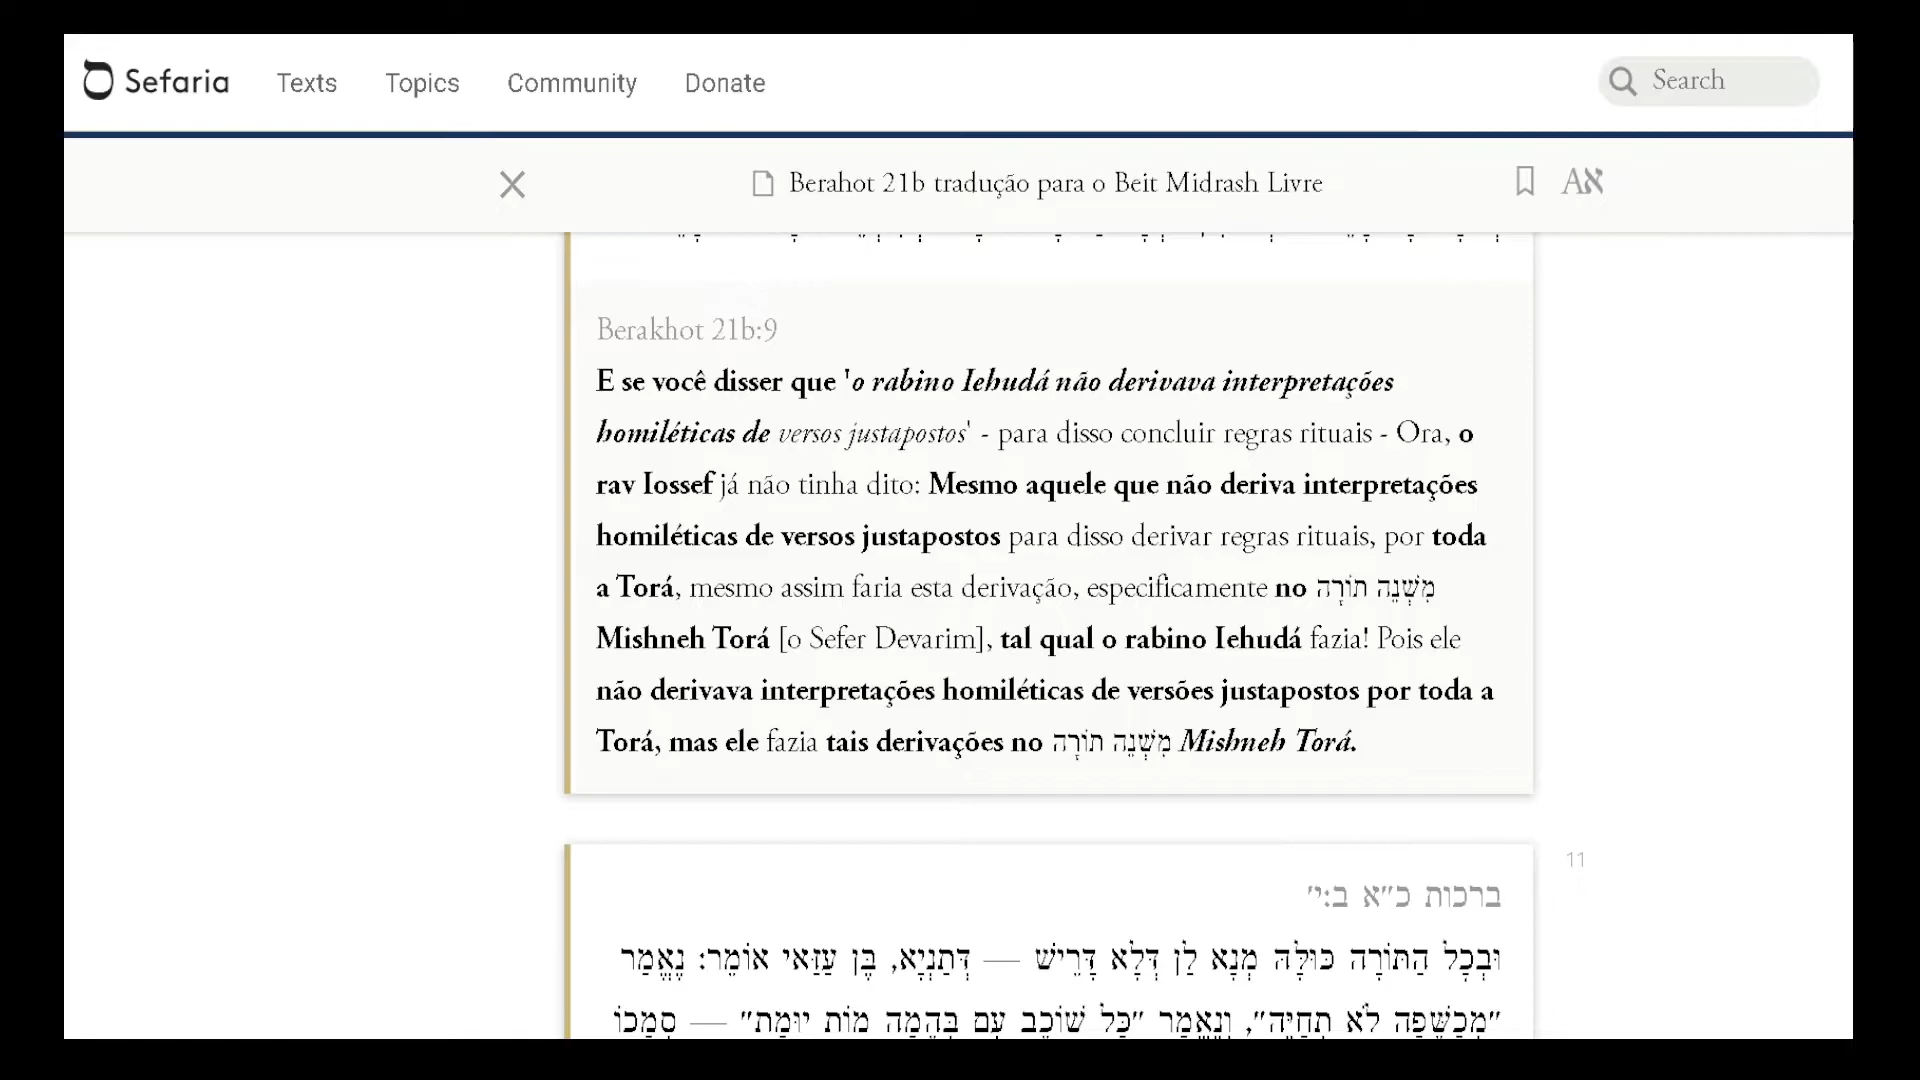 Sefaria Texts Topics Community Donate Search
Berahot 21b tradução para o Beit Midrash Livre
Berakhot 21b:9
E se você disser que 'o rabino Iehudá não derivava interpretações
homiléticas de versos justapostos' - para disso concluir regras rituais - Ora, o
rav Iossef já não tinha dito: Mesmo aquele que não deriva interpretações
homiléticas de versos justapostos para disso derivar regras rituais, por toda
a Torá, mesmo assim faria esta derivação, especificamente no מִשְׁנֵה תּוֹרָה
Mishneh Torá [o Sefer Devarim], tal qual o rabino Iehudá fazia! Pois ele
não derivava interpretações homiléticas de versões justapostos por toda a
Torá, mas ele fazia tais derivações no מִשְׁנֵה תּוֹרָה Mishneh Torá.
11
ברכות כ״א ב:י׳
וּבְכָל הַתּוֹרָה כּוּלָּהּ מְנָא לַן דְּלָא דָּרֵישׁ — דְּתַנְיָא, בֶּן עַזַּאי אוֹמֵר: נֶאֱמַר
״מְכַשֵּׁפָה לֹא תְחַיֶּה״, וְנֶאֱמַר ״כׇּל שׁוֹכֵב עִם בְּהֵמָה מוֹת יוּמָת״ — סְמָכוֹ